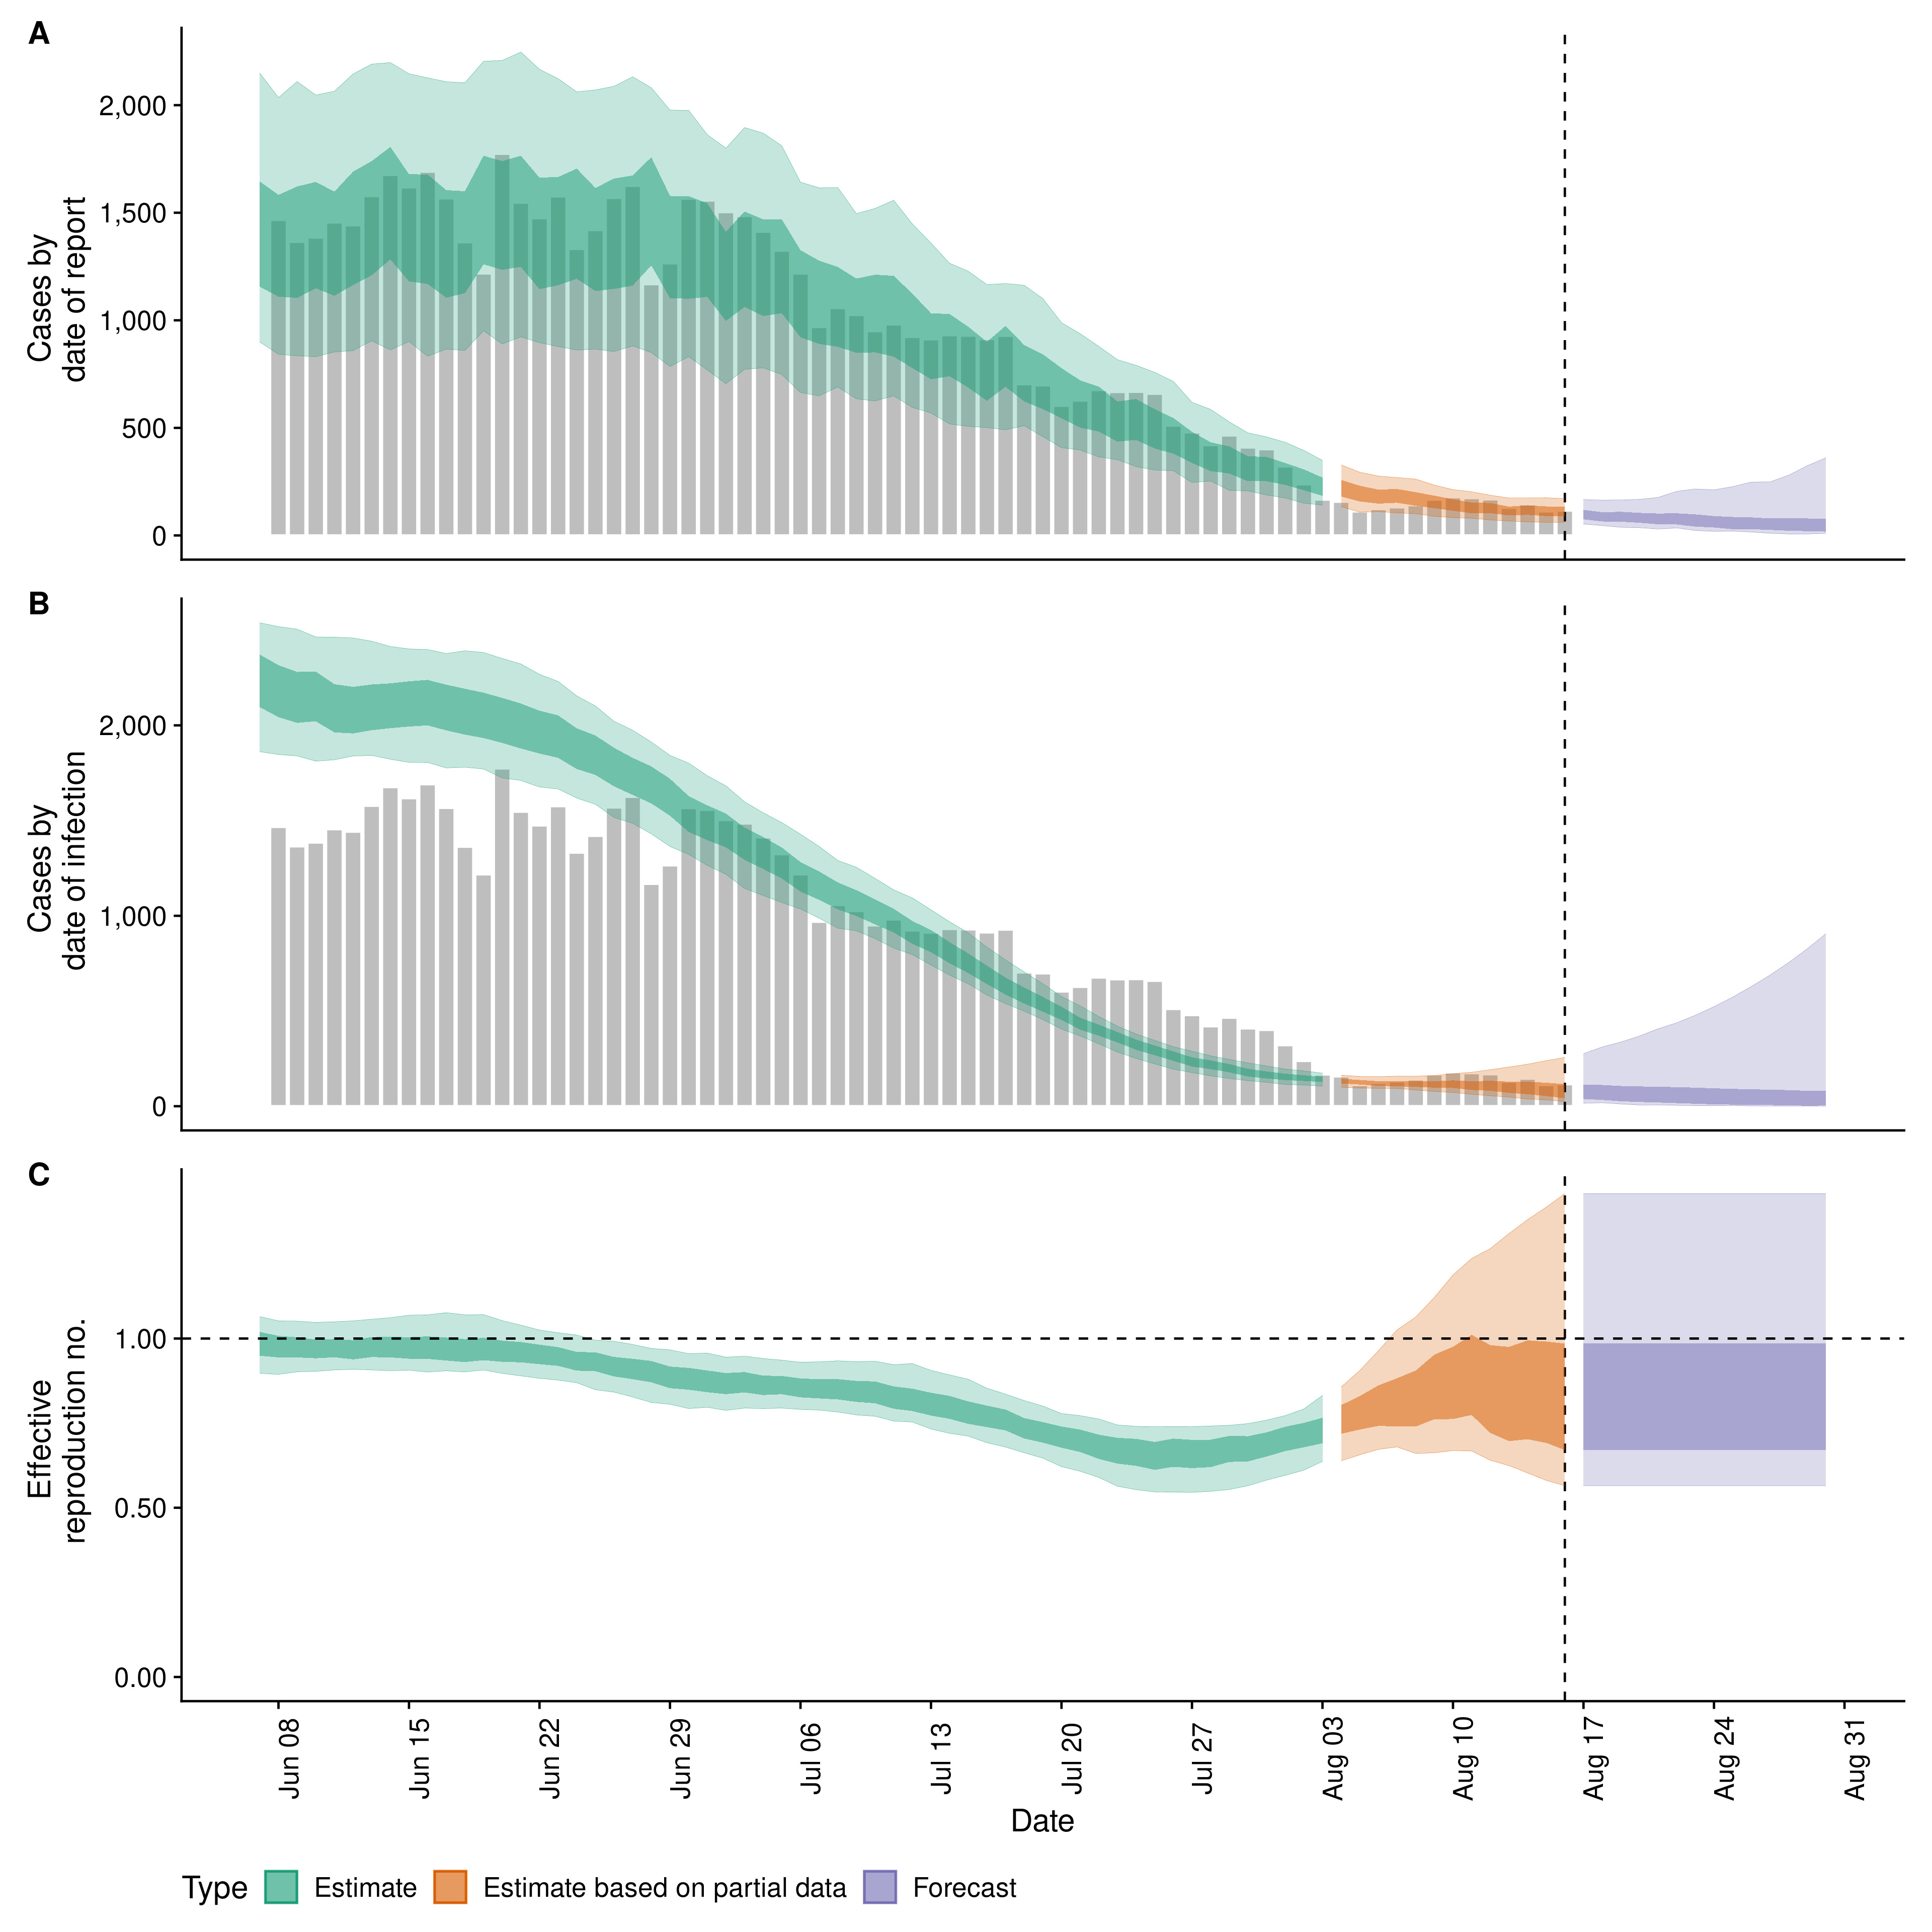 A
Cases by
date of report
2,000
1,500
1,000
500
0
B
Cases by
date of infection
2,000
1,000
0
C
Effective
reproduction no.
1.00
0.50
0.00
Jun 08
Jun 15
Jun 22
Jun 29
Jul 06
Jul 13
Jul 20
Jul 27
Aug 03
Aug 10
Aug 17
Aug 24
Aug 31
Date
Type Estimate Estimate based on partial data Forecast